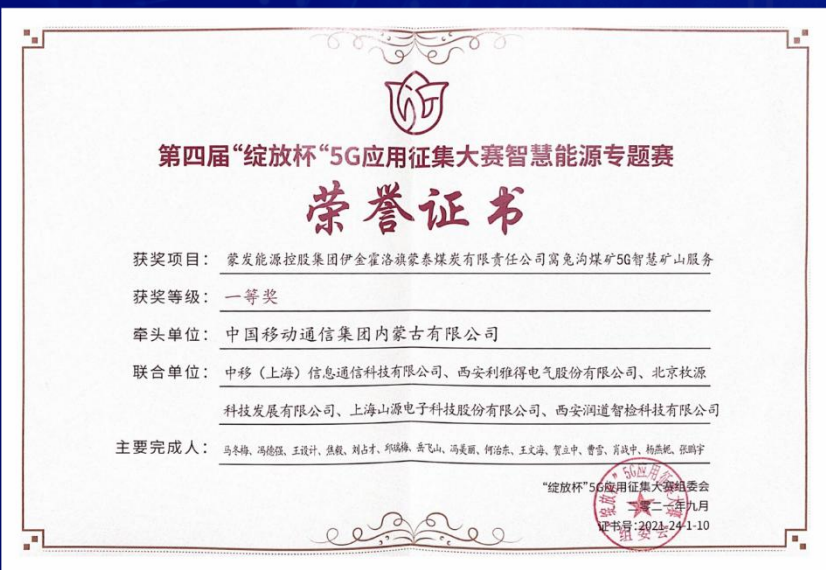 第四届“绽放杯“5G应用征集大赛智慧能源专题赛
荣誉证书
获奖项目: 蒙发能源控股集团伊金霍洛旗蒙泰煤炭有限责任公司窝兔沟煤矿5G智慧矿山服务
获奖等级: 一等奖
牵头单位: 中国移动通信集团内蒙古有限公司
联合单位: 中移（上海）信息通信科技有限公司、西安利雅得电气股份有限公司、北京枚源
科技发展有限公司、上海山源电子科技股份有限公司、西安润道智检科技有限公司
主要完成人: 马冬梅、冯德强、王设计、焦毅、刘占才、邱瑞梅、岳飞山、冯美丽、何治东、王文海、贺立中、曹雪、肖战中、杨燕妮、张鹏宇
“绽放杯”5G应用征集大赛组委会
二零二一年九月
证书号:2021-24-1-10